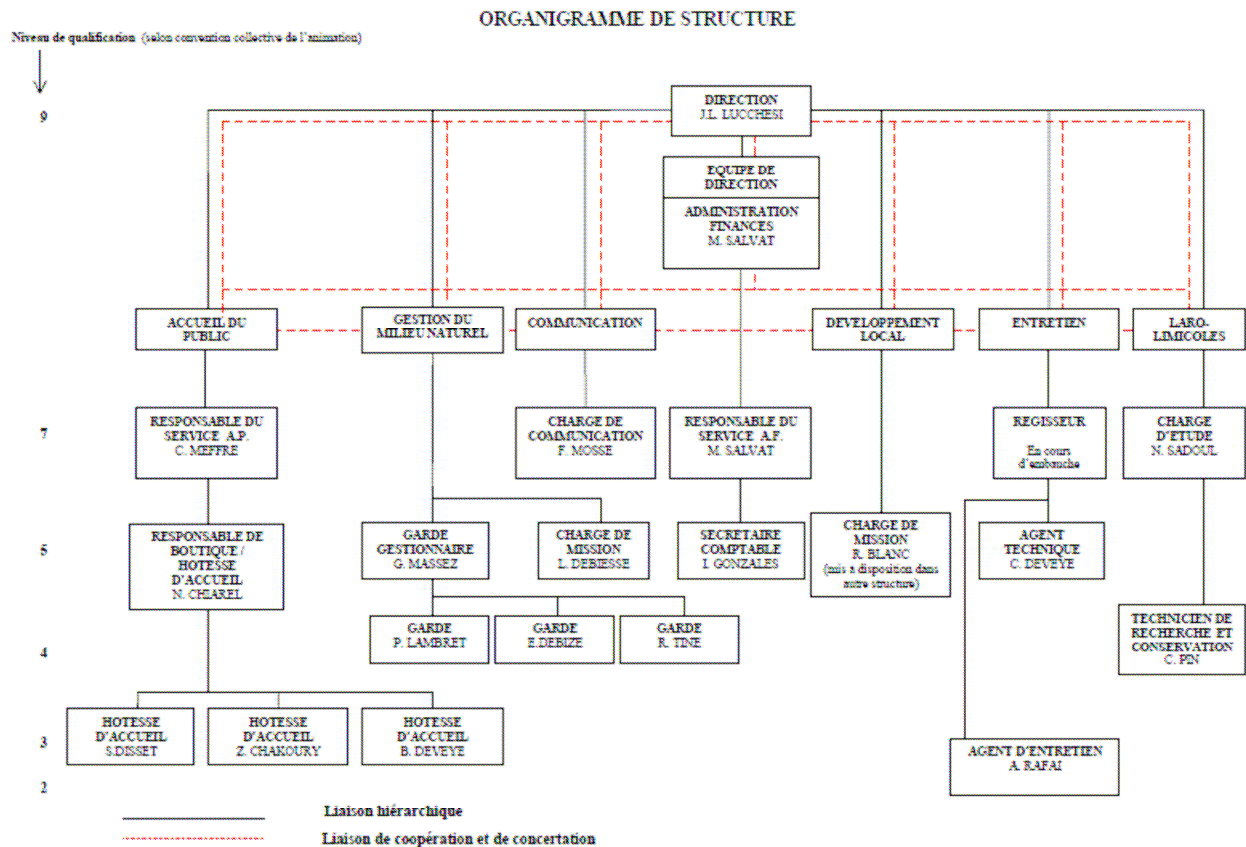 ORGANIGRAMME DE STRUCTURE
Niveau de qualification (selon convention collective de l'animation)
9
DIRECTION
J.L. LUCCHESI
EQUIPE DE
DIRECTION
ADMINISTRATION
FINANCES
M. SALVAT
ACCUEIL DU
PUBLIC
GESTION DU
MILIEU NATUREL
COMMUNICATION
DEVELOPPEMENT
LOCAL
ENTRETIEN
LARO-
LIMICOLES
7
RESPONSABLE DU
SERVICE A.P.
C. MEFFRE
CHARGE DE
COMMUNICATION
F. MOSSE
RESPONSABLE DU
SERVICE A.F.
M. SALVAT
REGISSEUR
En cours
d'embauche
CHARGE
D'ETUDE
N. SADOUL
5
RESPONSABLE DE
BOUTIQUE /
HOTESSE
D'ACCUEIL
N. CHIAREL
GARDE
GESTIONNAIRE
G. MASSEZ
CHARGE DE
MISSION
L. DEBIESSE
SECRETAIRE
COMPTABLE
I. GONZALES
CHARGE DE
MISSION
R. BLANC
(mis à disposition dans
autre structure)
AGENT
TECHNIQUE
C. DEVEYE
4
GARDE
P. LAMBRET
GARDE
E.DEBIZE
GARDE
R. TINE
TECHNICIEN DE
RECHERCHE ET
CONSERVATION
C. PIN
3
HOTESSE
D'ACCUEIL
S.DISSET
HOTESSE
D'ACCUEIL
Z. CHAKOURY
HOTESSE
D'ACCUEIL
B. DEVEYE
AGENT D'ENTRETIEN
A. RAFAI
2
Liaison hiérarchique
Liaison de coopération et de concertation